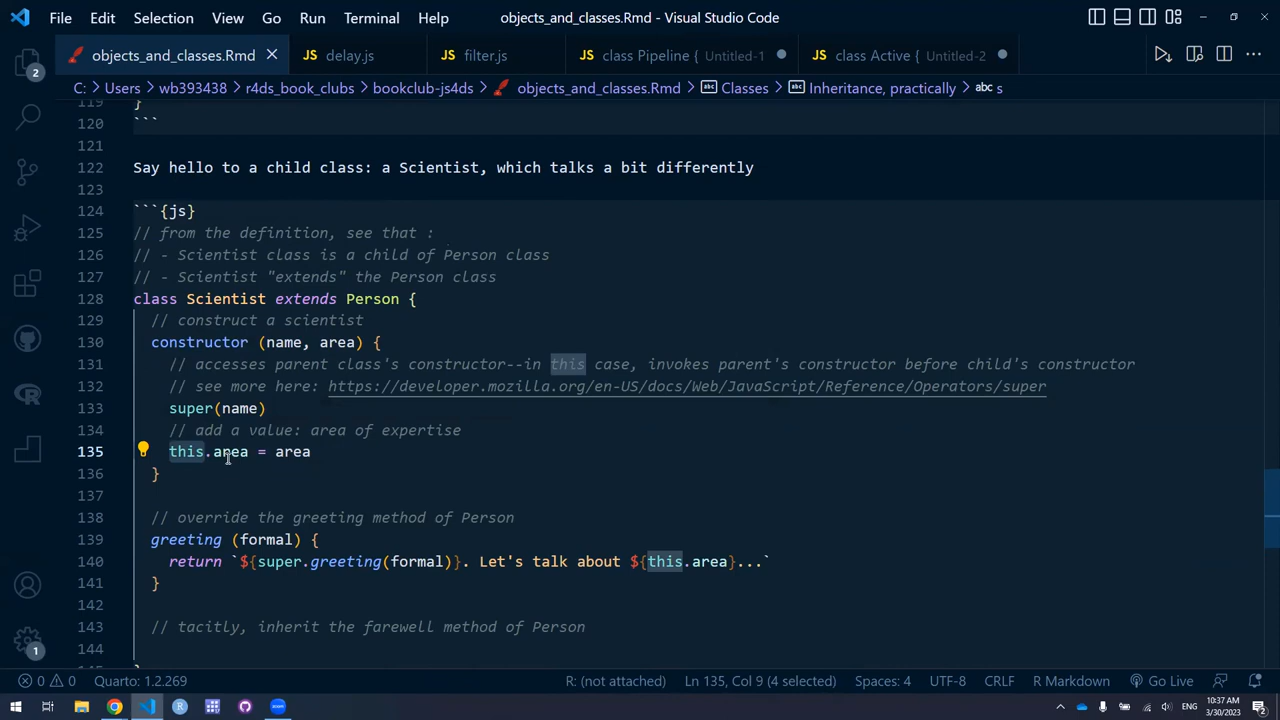 File Edit Selection View Go Run Terminal Help objects_and_classes.Rmd - Visual Studio Code
objects_and_classes.Rmd JS delay.js JS filter.js JS class Pipeline { Untitled-1 JS class Active { Untitled-2
C: > Users > wb393438 > r4ds_book_clubs > bookclub-js4ds > objects_and_classes.Rmd > abc Classes > abc Inheritance, practically > abc s
119 }
120 ```
121
122 Say hello to a child class: a Scientist, which talks a bit differently
123
124 ```{js}
125 // from the definition, see that :
126 // - Scientist class is a child of Person class
127 // - Scientist "extends" the Person class
128 class Scientist extends Person {
129 // construct a scientist
130 constructor (name, area) {
131 // accesses parent class's constructor--in this case, invokes parent's constructor before child's constructor
132 // see more here: https://developer.mozilla.org/en-US/docs/Web/JavaScript/Reference/Operators/super
133 super(name)
134 // add a value: area of expertise
135 this.area = area
136 }
137
138 // override the greeting method of Person
139 greeting (formal) {
140 return `${super.greeting(formal)}. Let's talk about ${this.area}...`
141 }
142
143 // tacitly, inherit the farewell method of Person
144
2
1
0 0 Quarto: 1.2.269 R: (not attached) Ln 135, Col 9 (4 selected) Spaces: 4 UTF-8 CRLF R Markdown Go Live
zoom
ENG 10:37 AM
3/30/2023
2